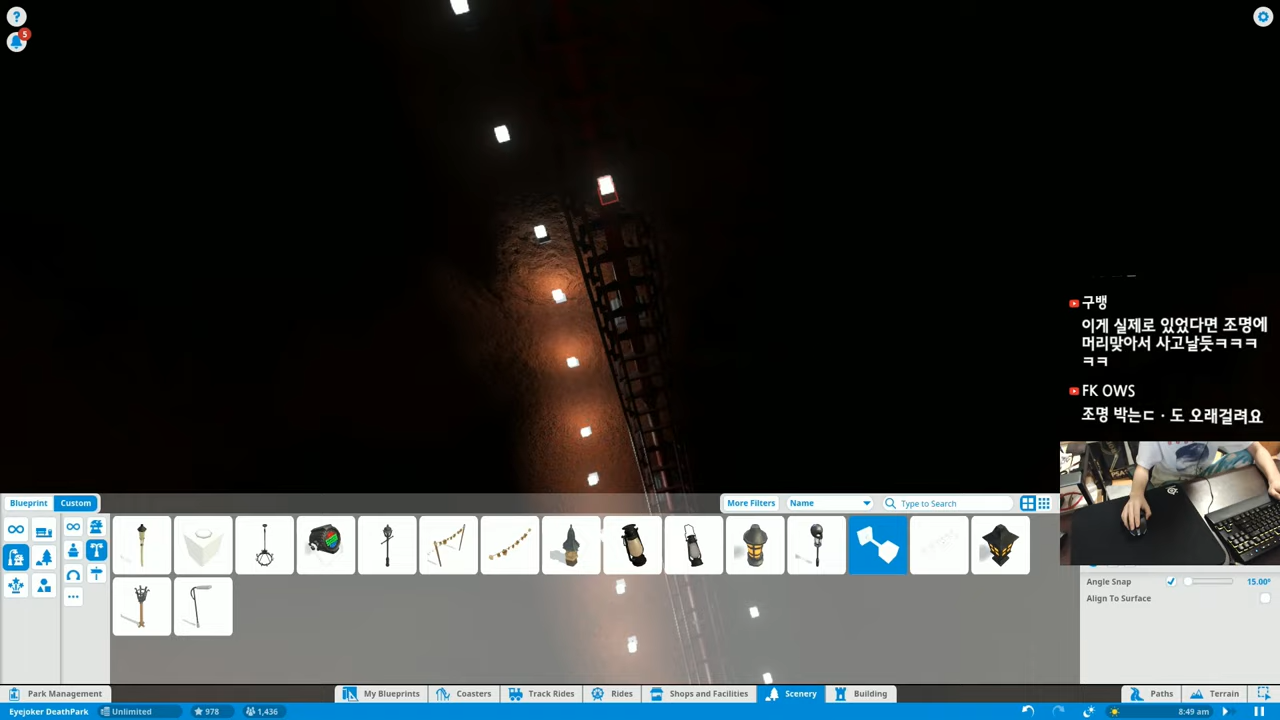 ?
5
구뱅
이게 실제로 있었다면 조명에
머리맞아서 사고날듯ㅋㅋㅋ
ㅋㅋ
FK OWS
조명 박는ㄷㆍ도 오래걸려요
Blueprint
Custom
More Filters
Name
Type to Search
Angle Snap
15.00°
Align To Surface
Park Management
My Blueprints
Coasters
Track Rides
Rides
Shops and Facilities
Scenery
Building
Paths
Terrain
Eyejoker DeathPark
Unlimited
978
1,436
8:49 am